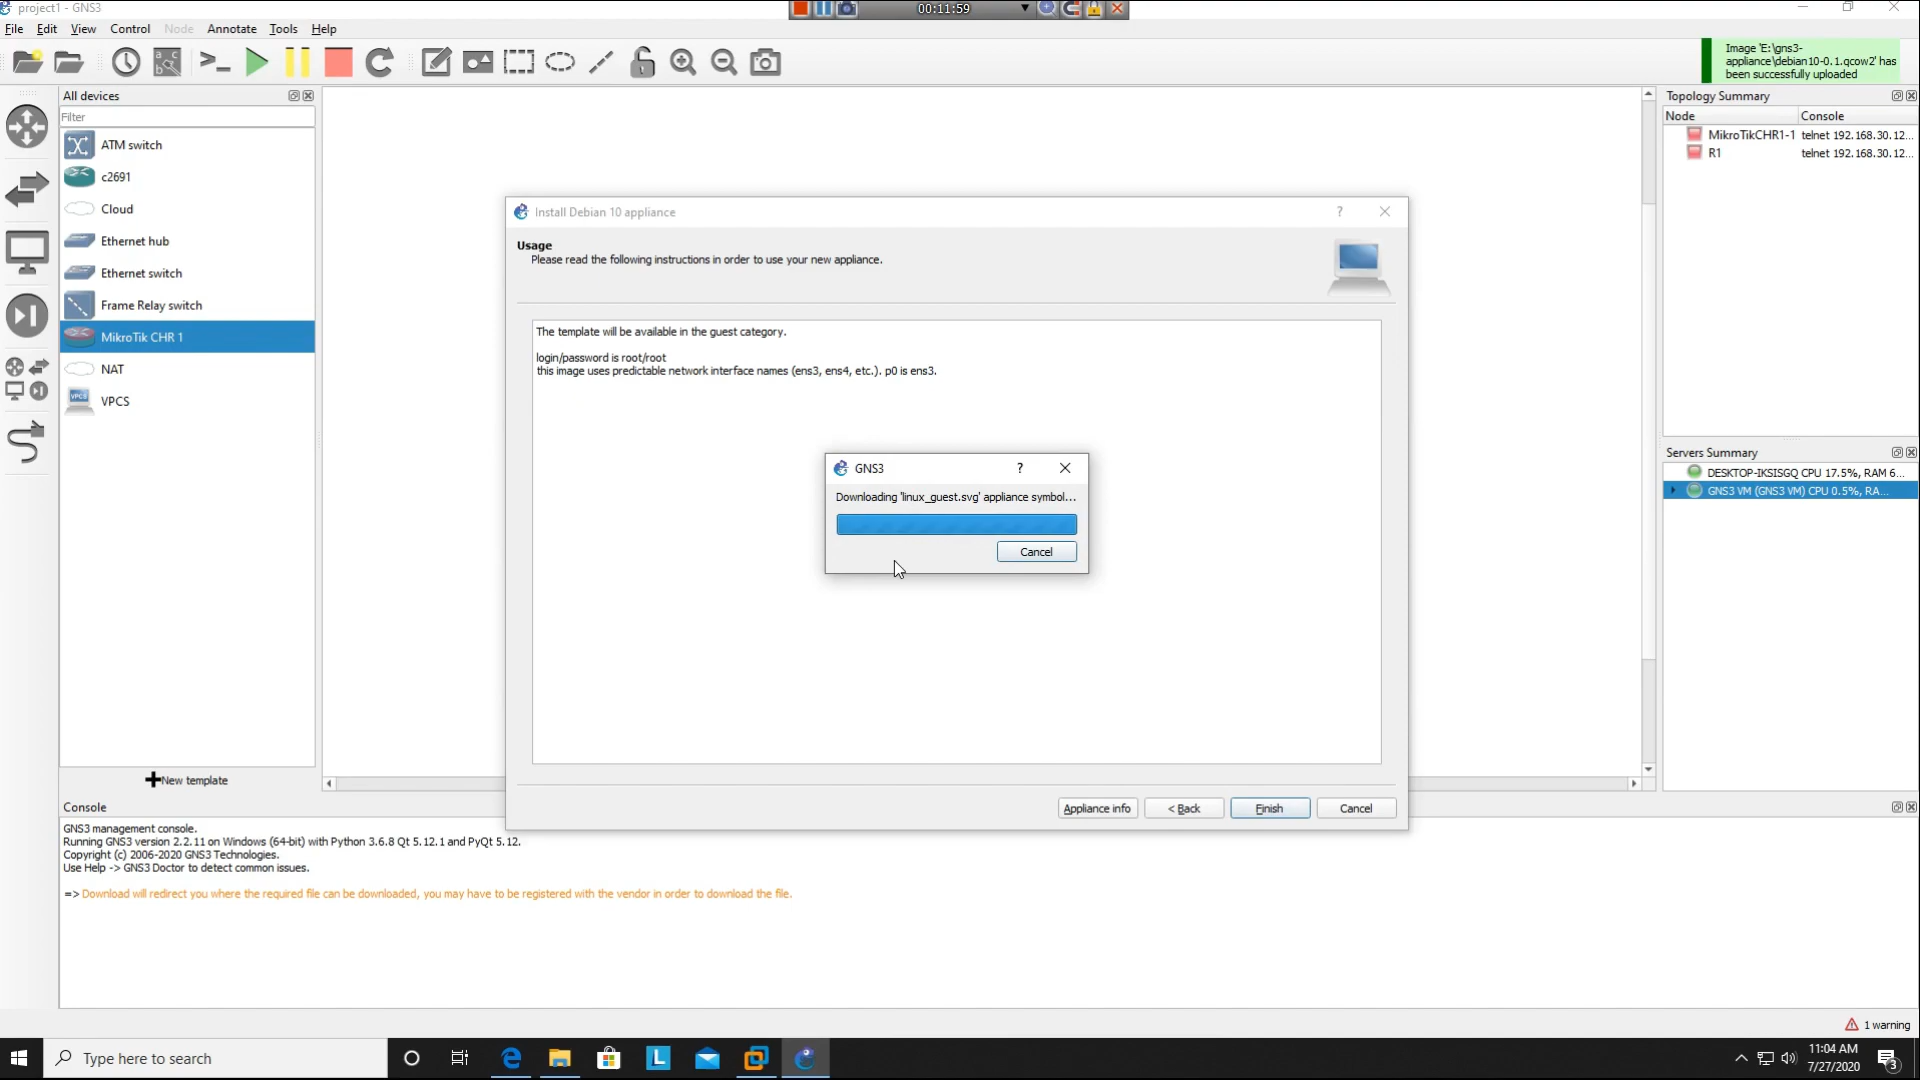 project1 - GNS3
00:11:59
File Edit View Control Node Annotate Tools Help
Image 'E:\gns3-
appliance\debian10-0.1.qcow2' has
been successfully uploaded
All devices
Filter
ATM switch
c2691
Cloud
Ethernet hub
Ethernet switch
Frame Relay switch
MikroTik CHR 1
NAT
VPCS
VPCS
New template
Install Debian 10 appliance
Usage
Please read the following instructions in order to use your new appliance.
The template will be available in the guest category.
login/password is root/root
this image uses predictable network interface names (ens3, ens4, etc.). p0 is ens3.
GNS3
Downloading 'linux_guest.svg' appliance symbol...
Cancel
Appliance info < Back Finish Cancel
Topology Summary
Node Console
MikroTikCHR1-1 telnet 192.168.30.12...
R1 telnet 192.168.30.12...
Servers Summary
DESKTOP-IKSISGQ CPU 17.5%, RAM 6...
GNS3 VM (GNS3 VM) CPU 0.5%, RA...
Console
GNS3 management console.
Running GNS3 version 2.2.11 on Windows (64-bit) with Python 3.6.8 Qt 5.12.1 and PyQt 5.12.
Copyright (c) 2006-2020 GNS3 Technologies.
Use Help -> GNS3 Doctor to detect common issues.
=> Download will redirect you where the required file can be downloaded, you may have to be registered with the vendor in order to download the file.
1 warning
Type here to search
L
11:04 AM
7/27/2020
3